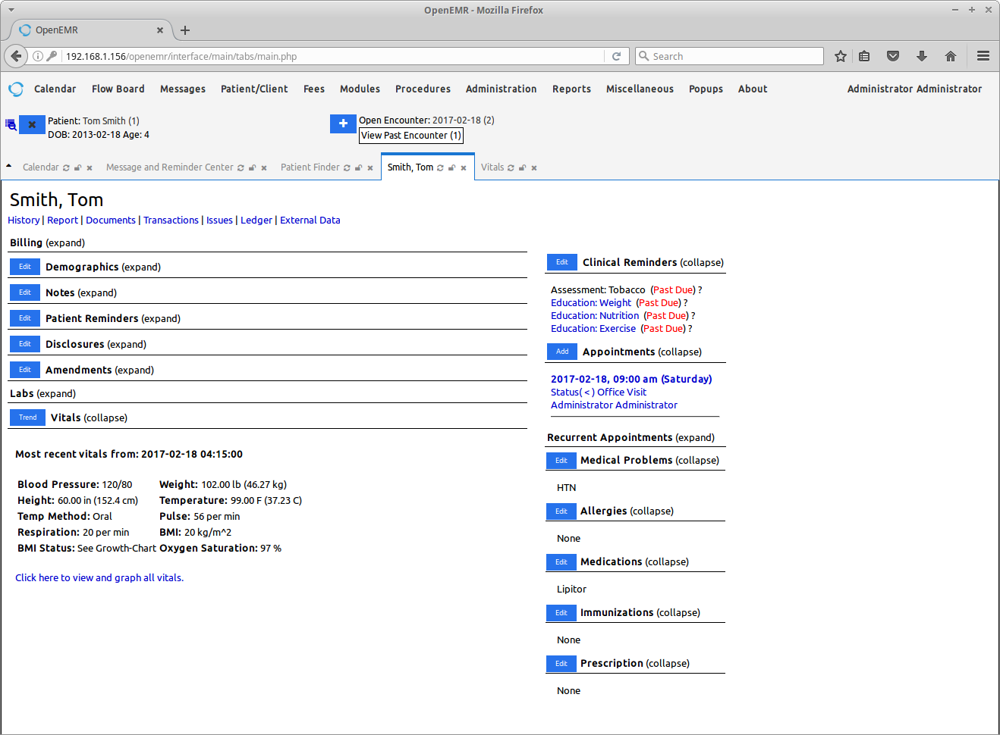 OpenEMR - Mozilla Firefox
OpenEMR
192.168.1.156/openemr/interface/main/tabs/main.php
Search
Calendar Flow Board Messages Patient/Client Fees Modules Procedures Administration Reports Miscellaneous Popups About Administrator Administrator
Patient: Tom Smith (1)
DOB: 2013-02-18 Age: 4
Open Encounter: 2017-02-18 (2)
View Past Encounter (1)
Calendar Message and Reminder Center Patient Finder Smith, Tom Vitals
Smith, Tom
History | Report | Documents | Transactions | Issues | Ledger | External Data
Billing (expand)
Edit Demographics (expand)
Edit Notes (expand)
Edit Patient Reminders (expand)
Edit Disclosures (expand)
Edit Amendments (expand)
Labs (expand)
Trend Vitals (collapse)
Most recent vitals from: 2017-02-18 04:15:00
Blood Pressure: 120/80 Weight: 102.00 lb (46.27 kg)
Height: 60.00 in (152.4 cm) Temperature: 99.00 F (37.23 C)
Temp Method: Oral Pulse: 56 per min
Respiration: 20 per min BMI: 20 kg/m^2
BMI Status: See Growth-Chart Oxygen Saturation: 97 %
Click here to view and graph all vitals.
Edit Clinical Reminders (collapse)
Assessment: Tobacco (Past Due) ?
Education: Weight (Past Due) ?
Education: Nutrition (Past Due) ?
Education: Exercise (Past Due) ?
Add Appointments (collapse)
2017-02-18, 09:00 am (Saturday)
Status( < ) Office Visit
Administrator Administrator
Recurrent Appointments (expand)
Edit Medical Problems (collapse)
HTN
Edit Allergies (collapse)
None
Edit Medications (collapse)
Lipitor
Edit Immunizations (collapse)
None
Edit Prescription (collapse)
None